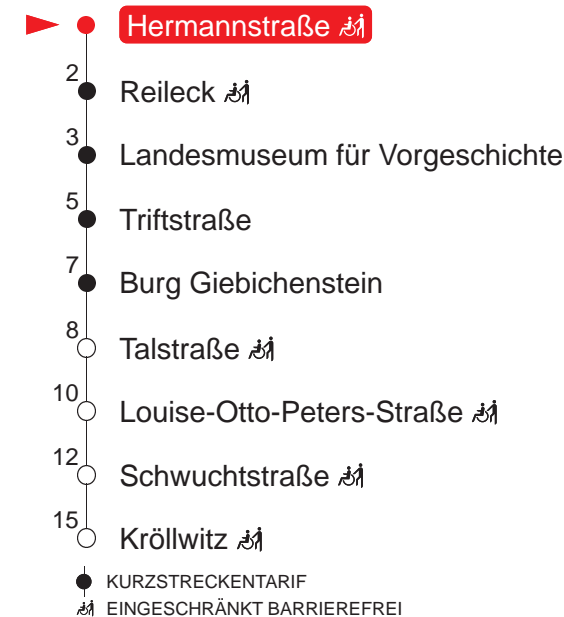 Hermannstraße
2
Reileck
3
Landesmuseum für Vorgeschichte
5
Triftstraße
7
Burg Giebichenstein
8
Talstraße
10
Louise-Otto-Peters-Straße
12
Schwuchtstraße
15
Kröllwitz
KURZSTRECKENTARIF
EINGESCHRÄNKT BARRIEREFREI